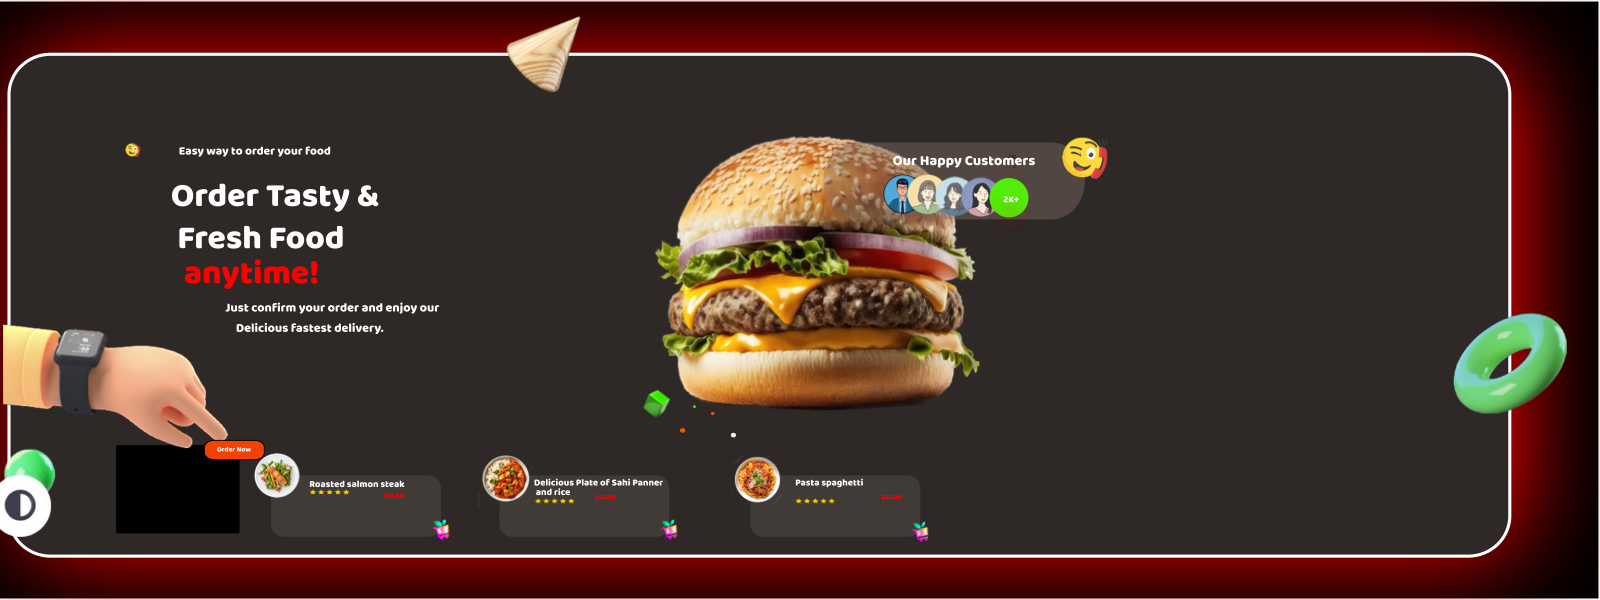 Easy way to order your food
Order Tasty &
Fresh Food
anytime!
Just confirm your order and enjoy our
Delicious fastest delivery.
Our Happy Customers
2K+
Order Now
Roasted salmon steak
Delicious Plate of Sahi Panner
and rice
Pasta spaghetti